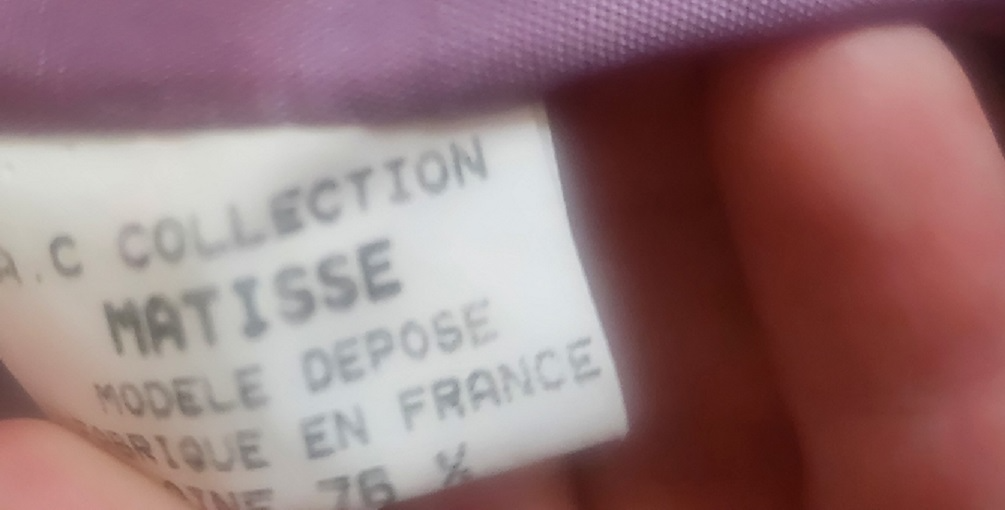 A.C COLLECTION
MATISSE
MODELE DEPOSE
EN FRANCE
76 %